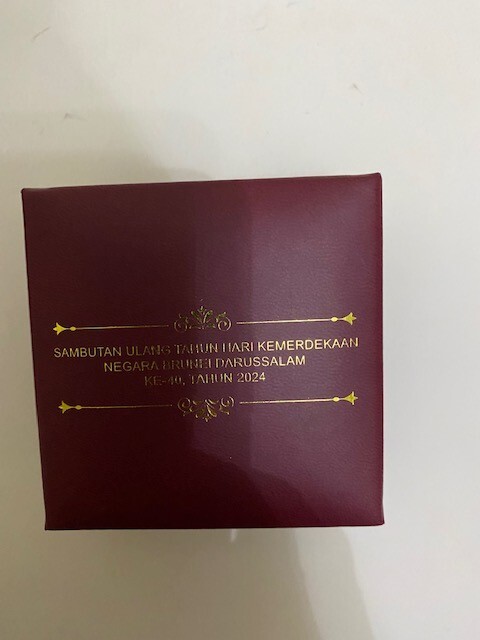 SAMBUTAN ULANG TAHUN HARI KEMERDEKAAN
NEGARA BRUNEI DARUSSALAM
KE-40, TAHUN 2024